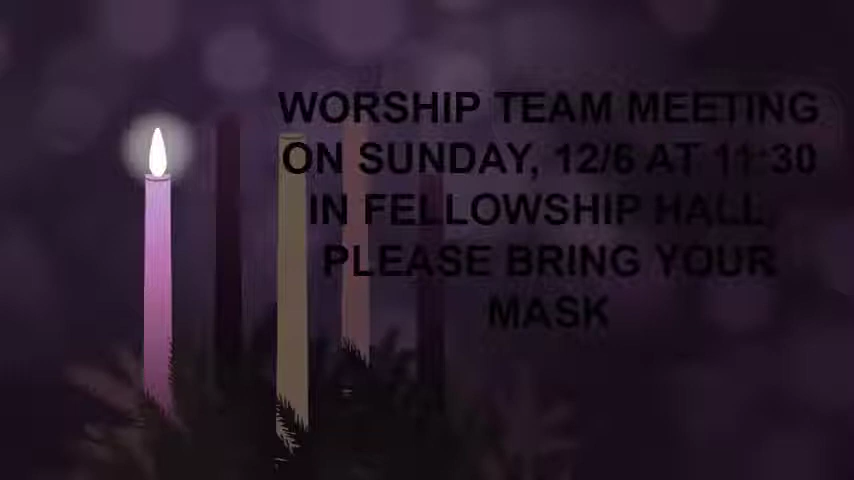 WORSHIP TEAM MEETING
ON SUNDAY, 12/6 AT 11:30
IN FELLOWSHIP HALL
PLEASE BRING YOUR
MASK